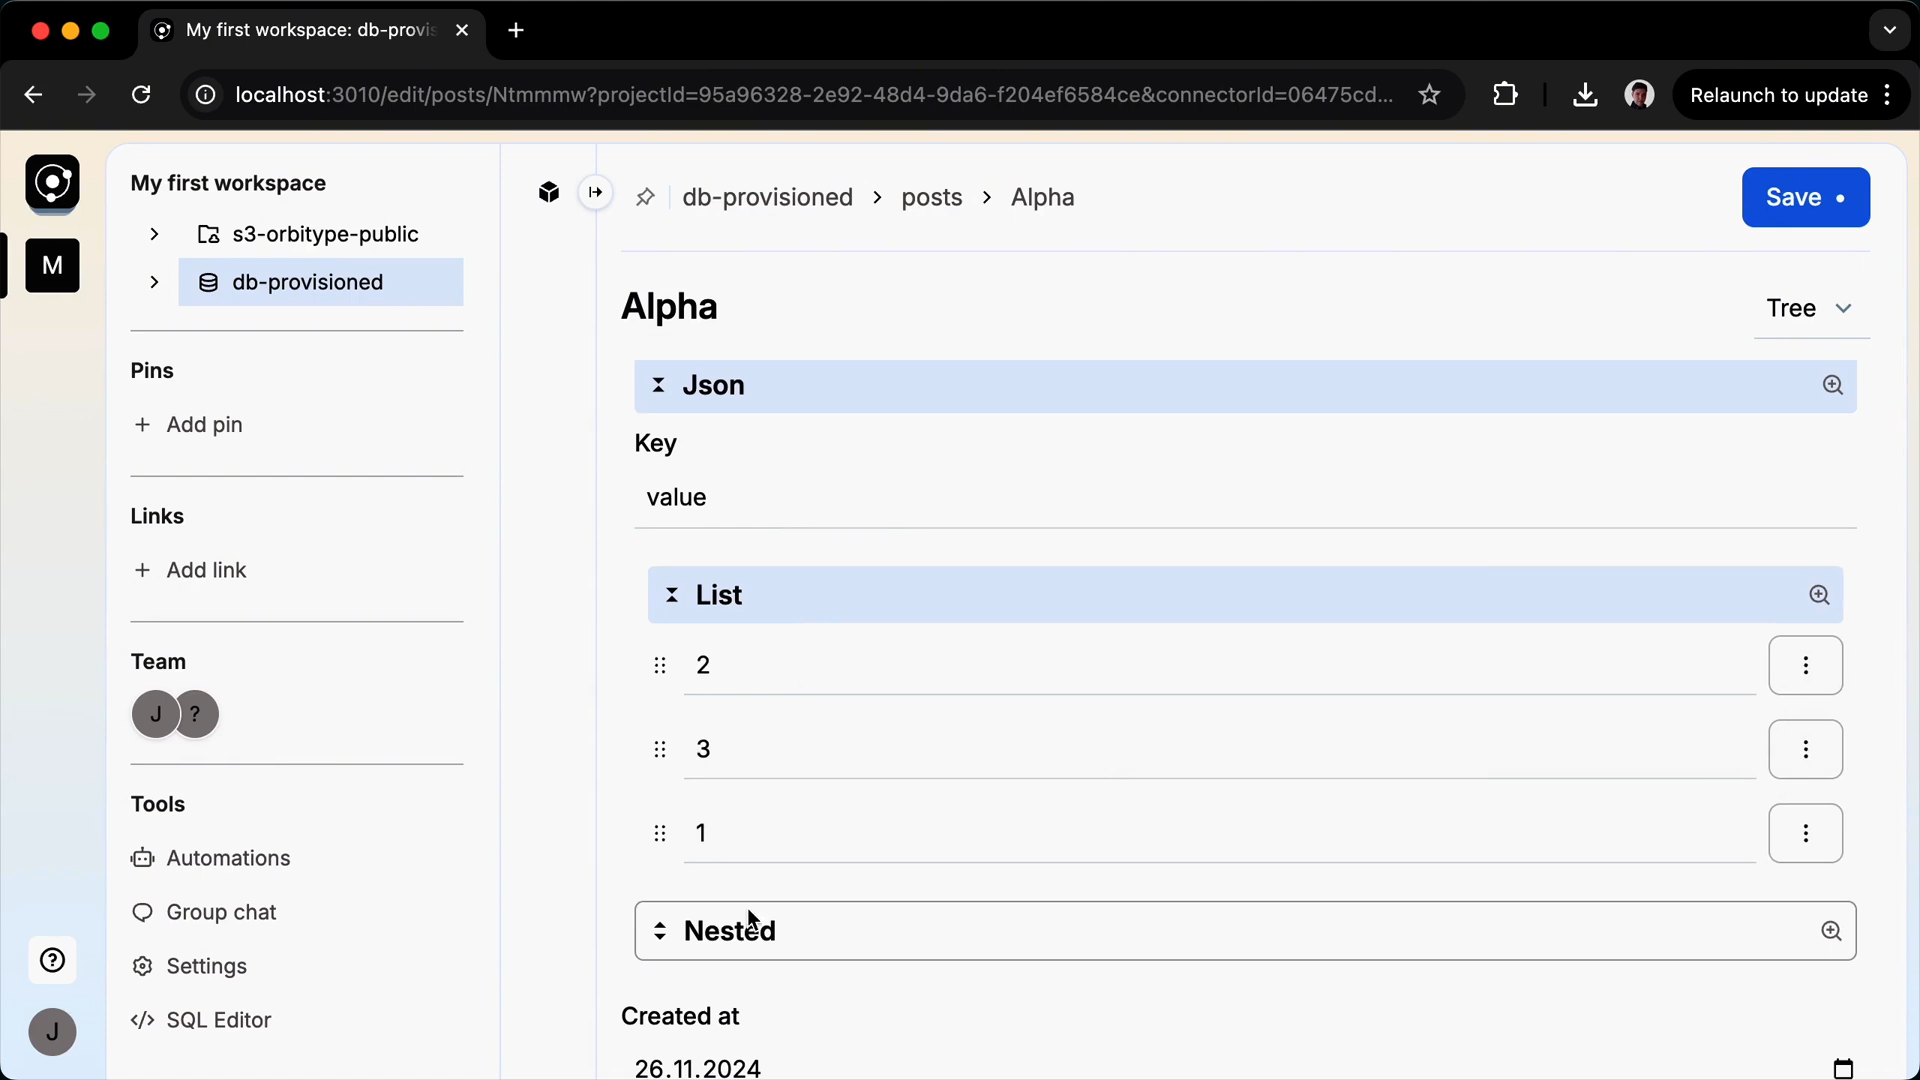 My first workspace: db-provis
localhost:3010/edit/posts/Ntmmmw?projectId=95a96328-2e92-48d4-9da6-f204ef6584ce&connectorId=06475cd...
Relaunch to update
M
My first workspace
s3-orbitype-public
db-provisioned
Pins
+ Add pin
Links
+ Add link
Team
J ?
Tools
Automations
Group chat
Settings
</> SQL Editor
J
db-provisioned > posts > Alpha
Save •
Alpha
Tree
Json
Key
value
List
2
3
1
Nested
Created at
26.11.2024